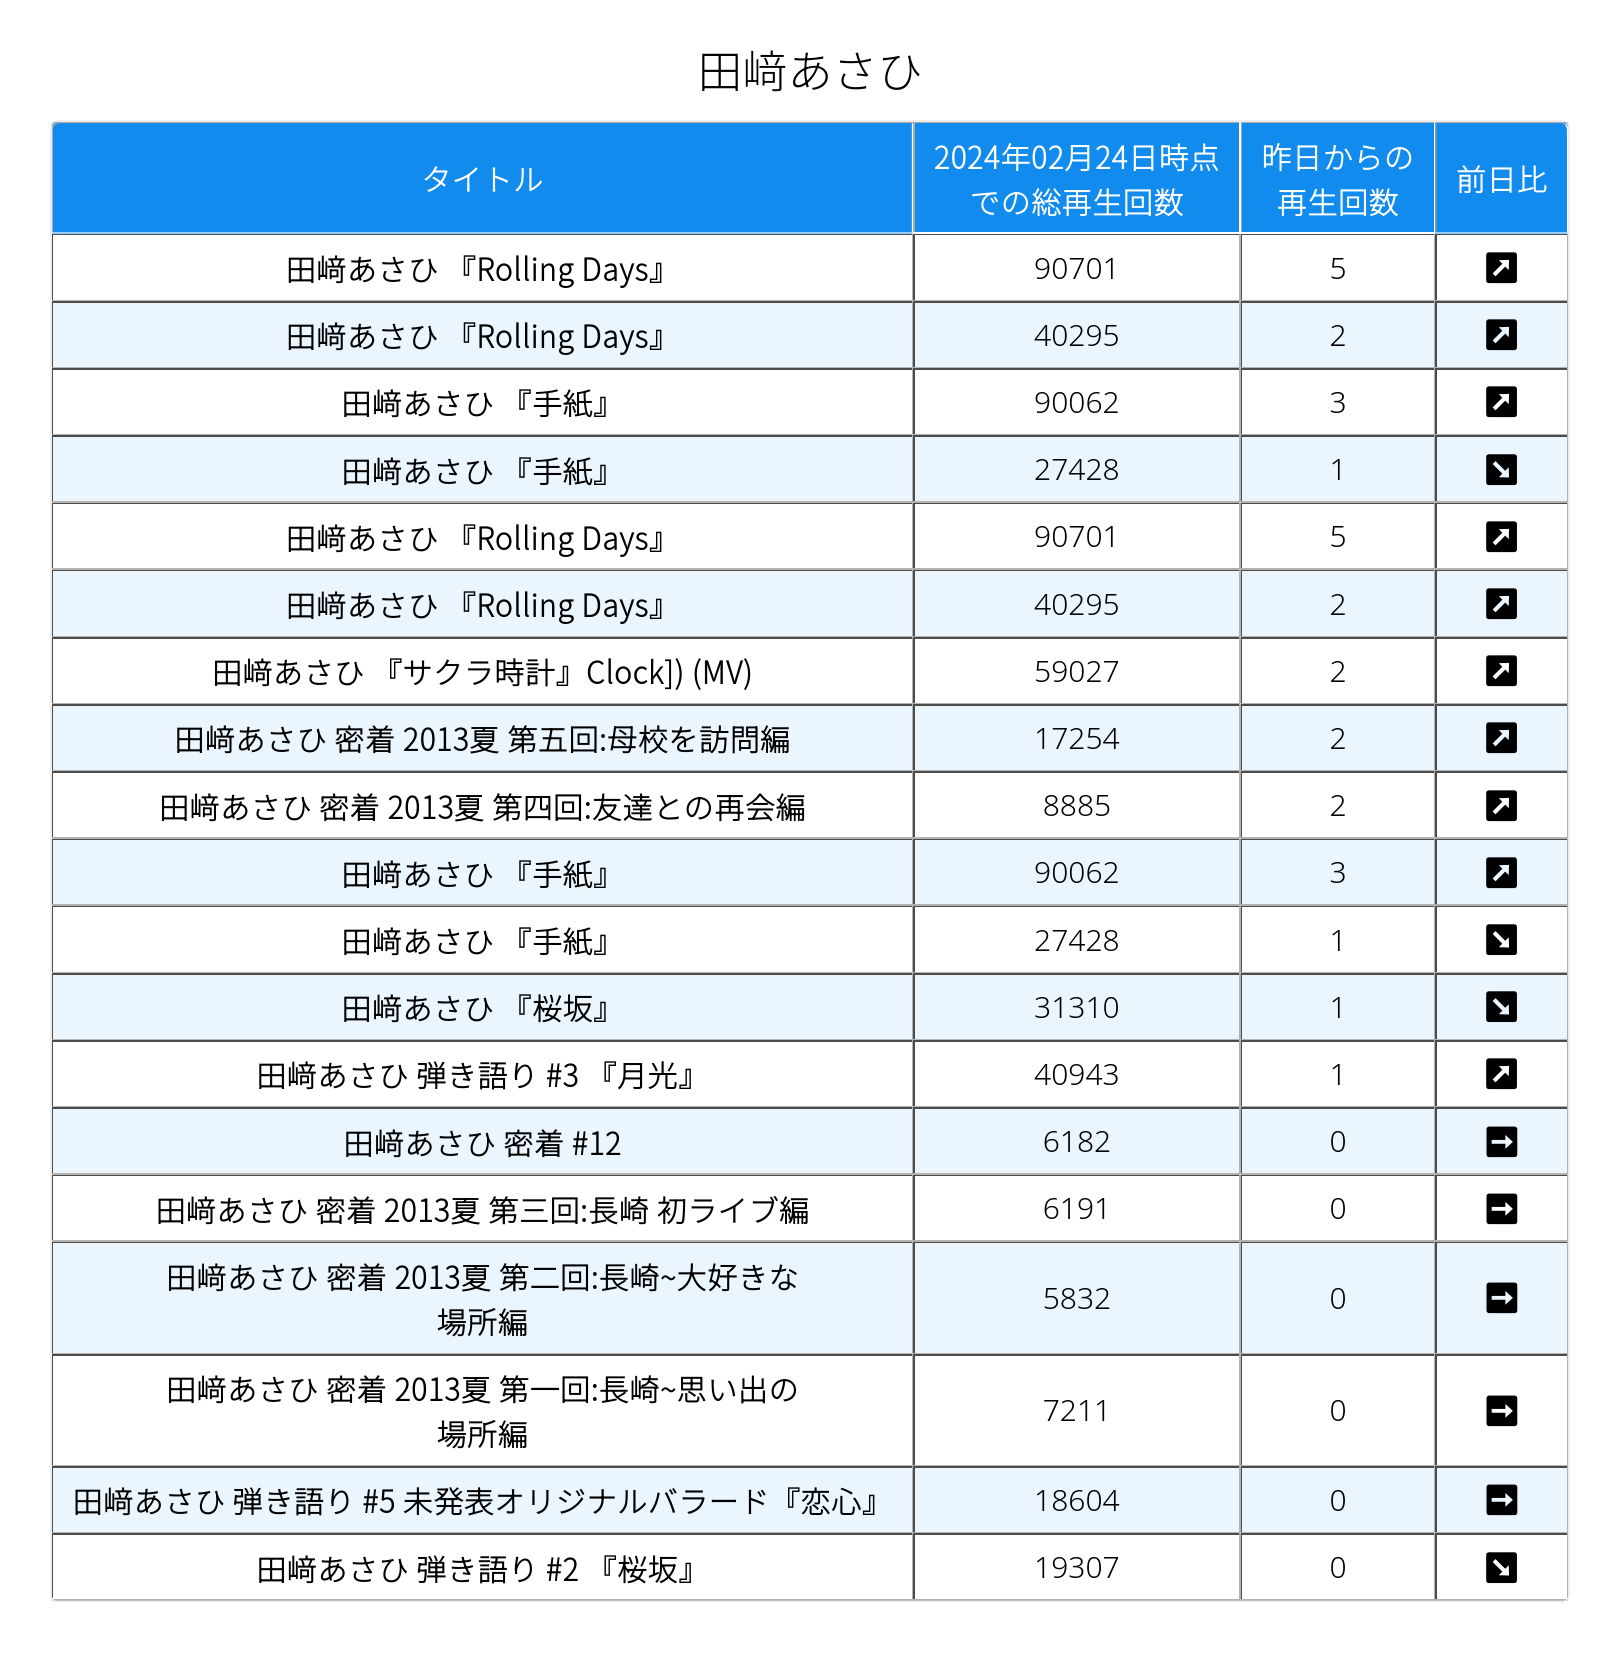 田﨑あさひ
タイトル
2024年02月24日時点
での総再生回数
昨日からの
再生回数
前日比
田﨑あさひ 『Rolling Days』 90701 5
田﨑あさひ 『Rolling Days』 40295 2
田﨑あさひ 『手紙』 90062 3
田﨑あさひ 『手紙』 27428 1
田﨑あさひ 『Rolling Days』 90701 5
田﨑あさひ 『Rolling Days』 40295 2
田﨑あさひ 『サクラ時計』Clock]) (MV) 59027 2
田﨑あさひ 密着 2013夏 第五回:母校を訪問編 17254 2
田﨑あさひ 密着 2013夏 第四回:友達との再会編 8885 2
田﨑あさひ 『手紙』 90062 3
田﨑あさひ 『手紙』 27428 1
田﨑あさひ 『桜坂』 31310 1
田﨑あさひ 弾き語り #3 『月光』 40943 1
田﨑あさひ 密着 #12 6182 0
田﨑あさひ 密着 2013夏 第三回:長崎 初ライブ編 6191 0
田﨑あさひ 密着 2013夏 第二回:長崎~大好きな
場所編 5832 0
田﨑あさひ 密着 2013夏 第一回:長崎~思い出の
場所編 7211 0
田﨑あさひ 弾き語り #5 未発表オリジナルバラード『恋心』 18604 0
田﨑あさひ 弾き語り #2 『桜坂』 19307 0